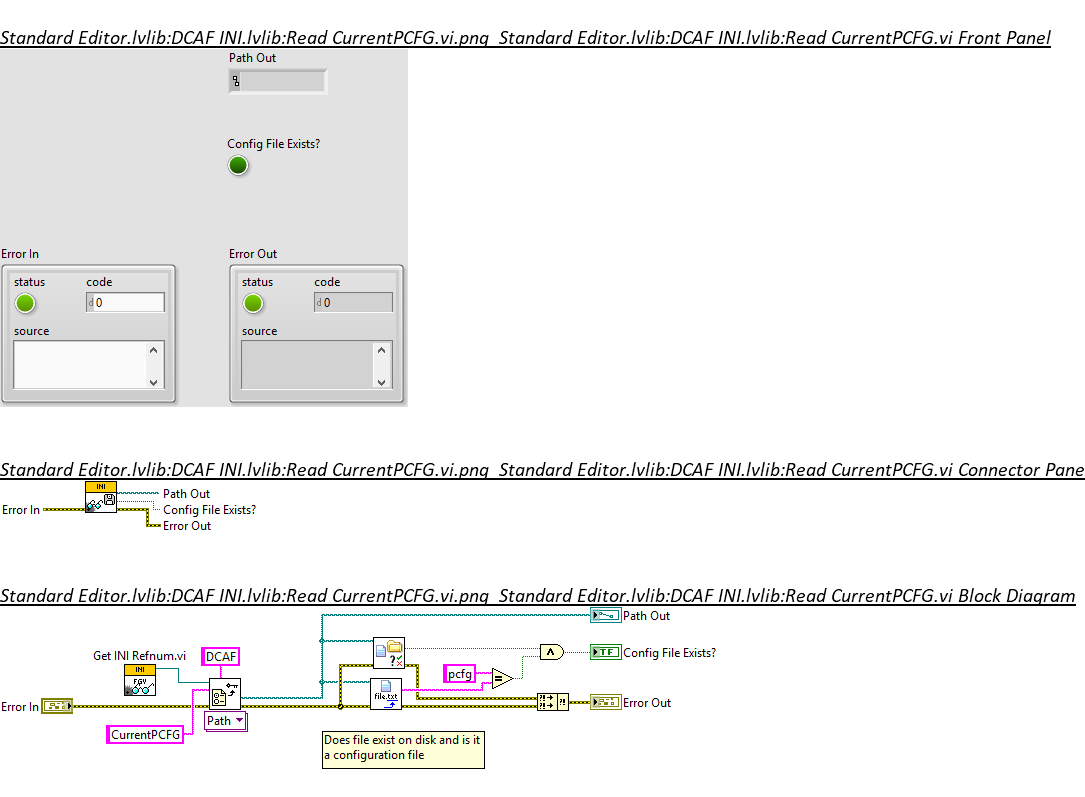 Standard Editor.lvlib:DCAF INI.lvlib:Read CurrentPCFG.vi.png Standard Editor.lvlib:DCAF INI.lvlib:Read CurrentPCFG.vi Front Panel
Path Out
Config File Exists?
Error In
Error Out
status code
status code
d 0
d 0
source
source
Standard Editor.lvlib:DCAF INI.lvlib:Read CurrentPCFG.vi.png Standard Editor.lvlib:DCAF INI.lvlib:Read CurrentPCFG.vi Connector Pane
INI
Path Out
Error In
Config File Exists?
Error Out
Standard Editor.lvlib:DCAF INI.lvlib:Read CurrentPCFG.vi.png Standard Editor.lvlib:DCAF INI.lvlib:Read CurrentPCFG.vi Block Diagram
Path Out
Get INI Refnum.vi
DCAF
TF
Config File Exists?
INI
FGV
pcfg
file.txt
Error In
Error Out
Path
CurrentPCFG
Does file exist on disk and is it
a configuration file